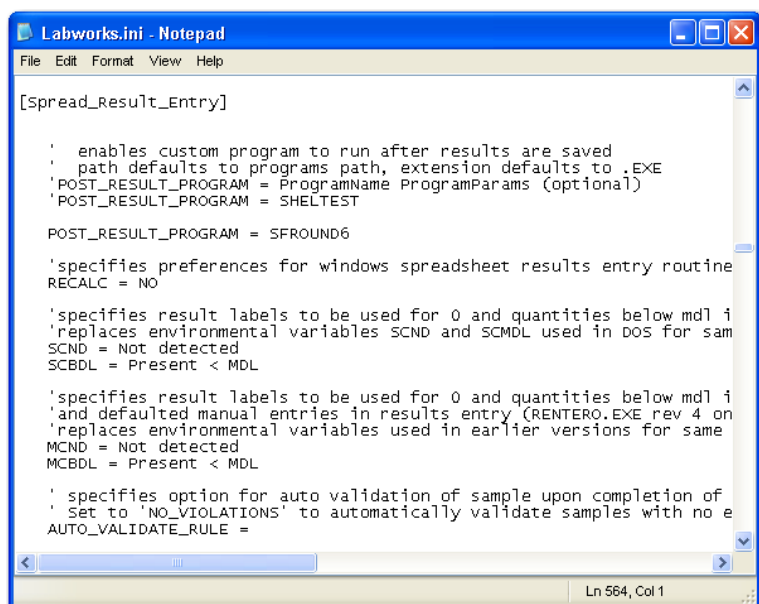 Labworks.ini - Notepad
File Edit Format View Help
[Spread_Result_Entry]
'  enables custom program to run after results are saved
'  path defaults to programs path, extension defaults to .EXE
'POST_RESULT_PROGRAM = ProgramName ProgramParams (optional)
'POST_RESULT_PROGRAM = SHELTEST
POST_RESULT_PROGRAM = SFROUND6
'specifies preferences for windows spreadsheet results entry routine
RECALC = NO
'specifies result labels to be used for 0 and quantities below mdl i
'replaces environmental variables SCND and SCMDL used in DOS for sam
SCND = Not detected
SCBDL = Present < MDL
'specifies result labels to be used for 0 and quantities below mdl i
'and defaulted manual entries in results entry (RENTERO.EXE rev 4 on
'replaces environmental variables used in earlier versions for same
MCND = Not detected
MCBDL = Present < MDL
' specifies option for auto validation of sample upon completion of
' Set to 'NO_VIOLATIONS' to automatically validate samples with no e
AUTO_VALIDATE_RULE =
Ln 564, Col 1